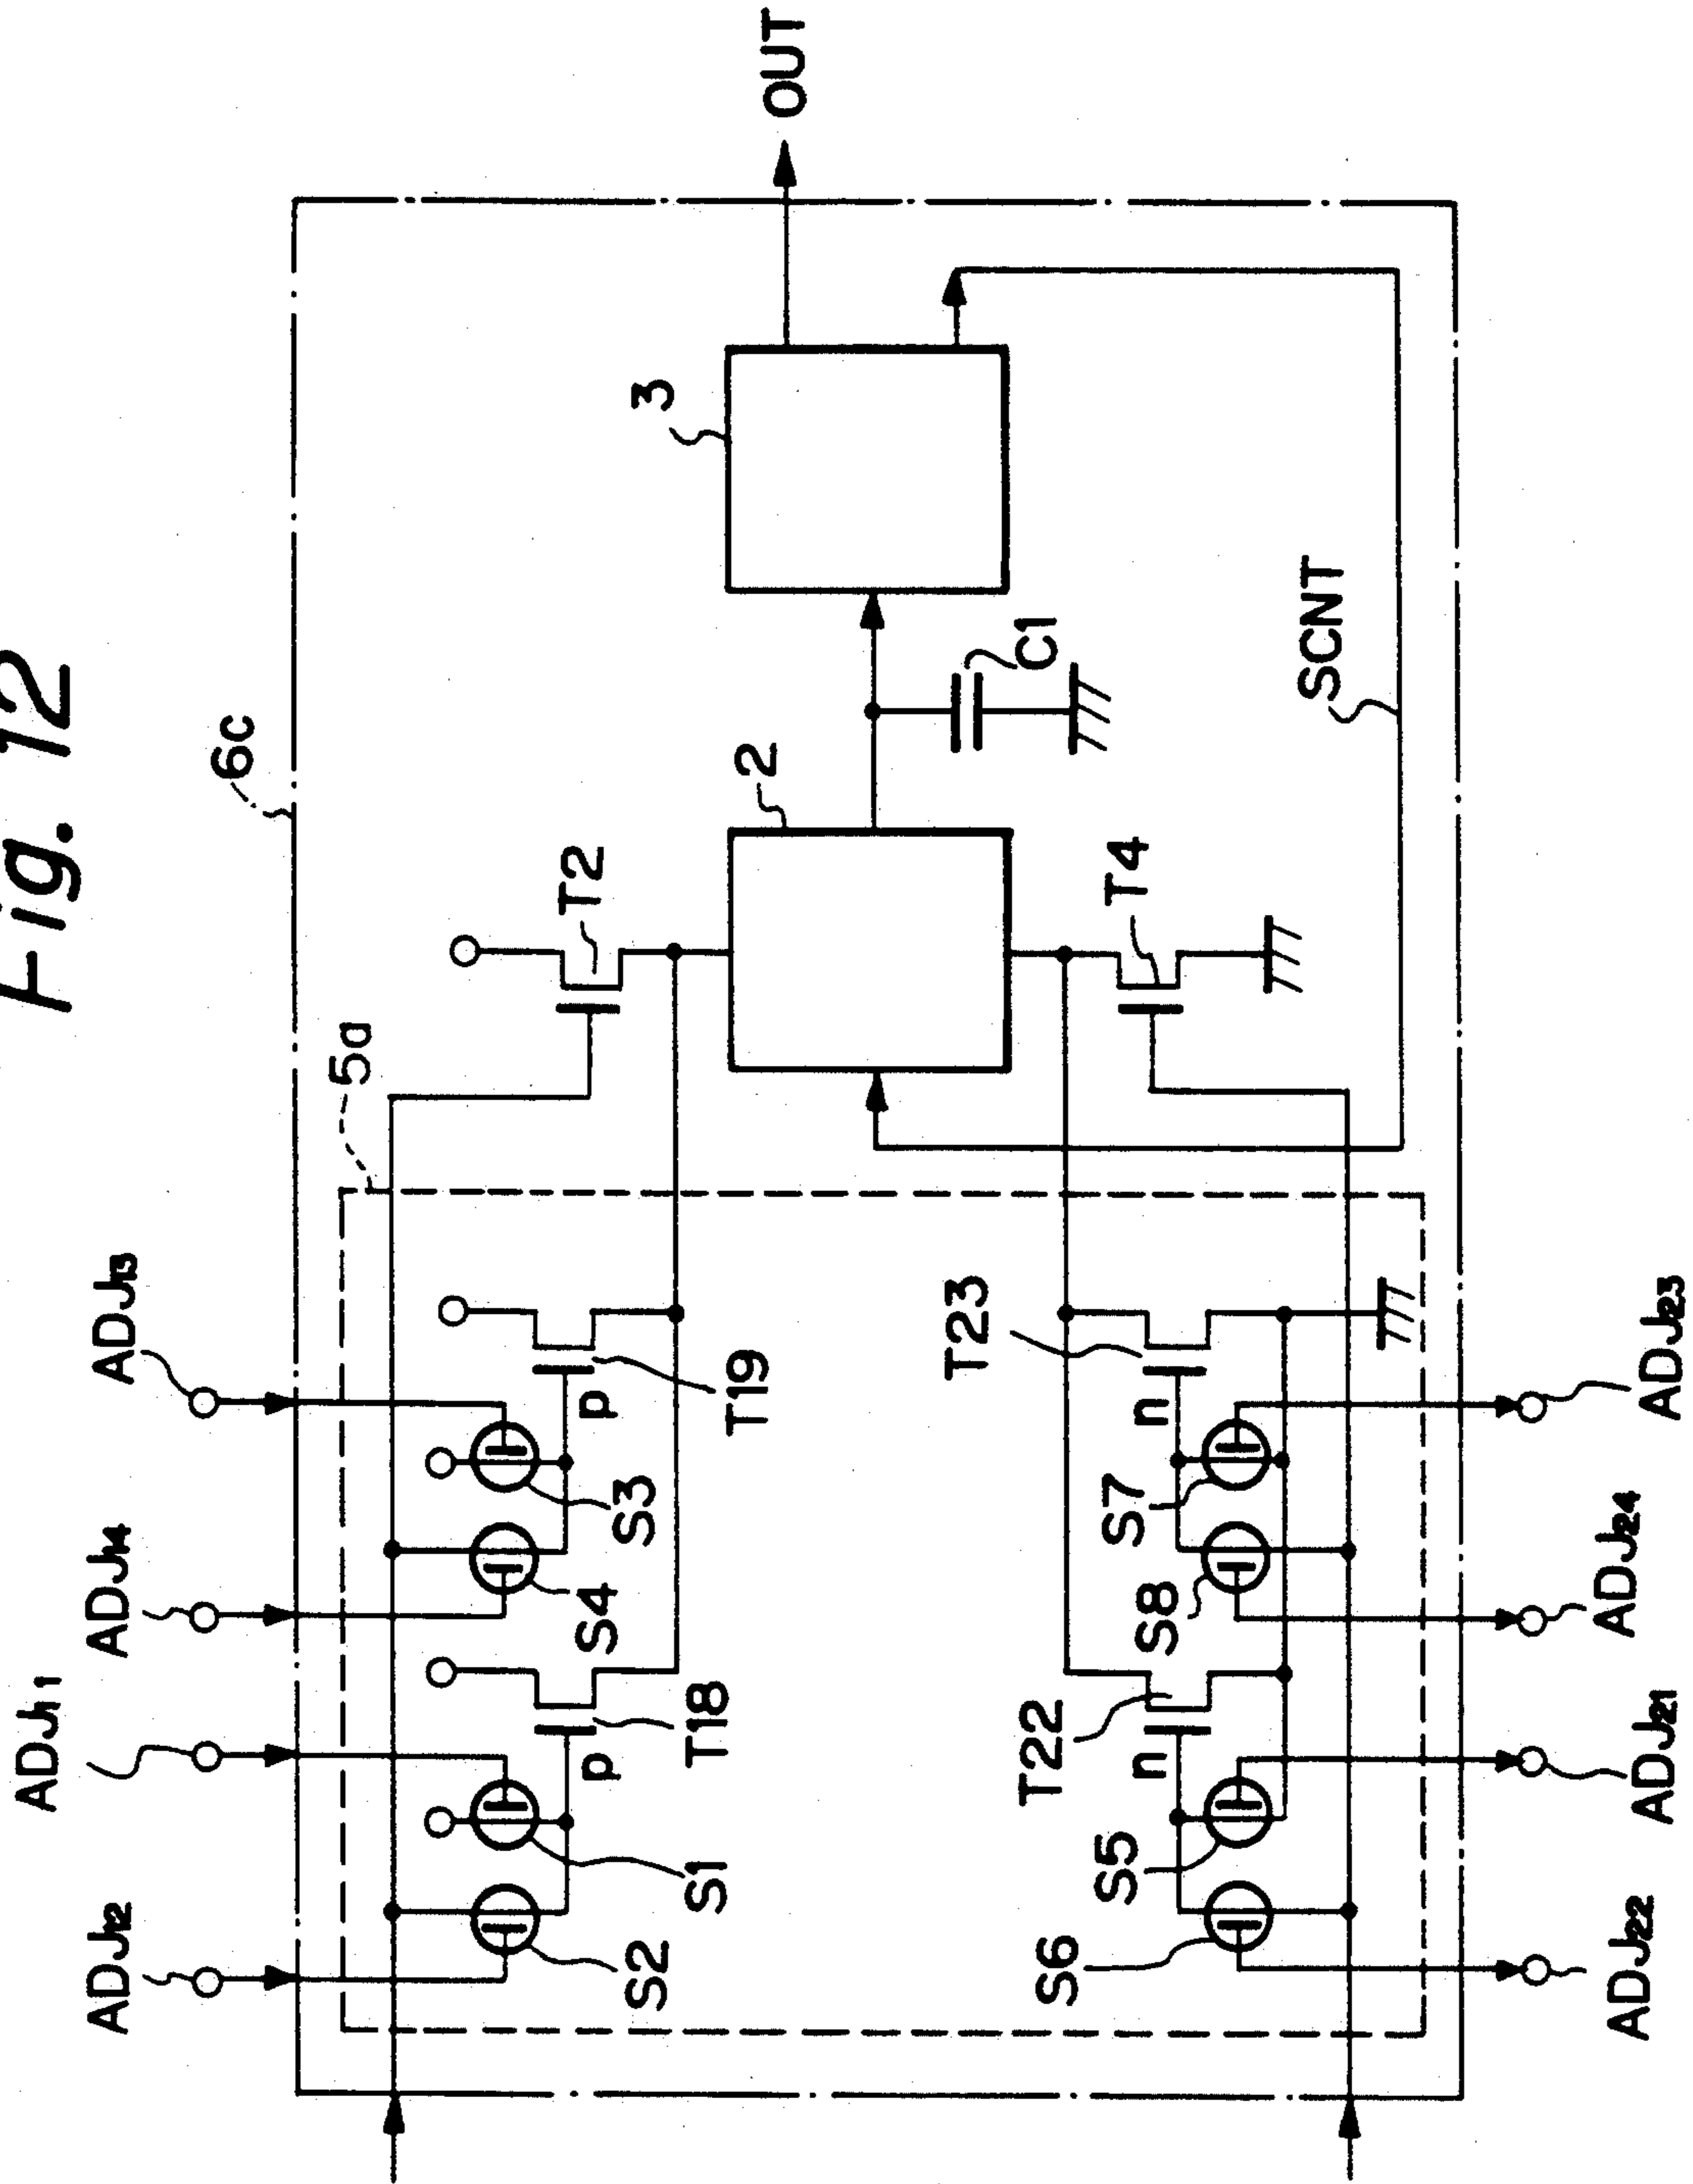 Fig. 12
6c
5a
ADJ12
ADJ11
ADJ14
ADJ13
S2
S1
p
T18
S4
S3
p
T19
T2
2
3
OUT
C1
SCNT
T4
S6
S5
n
T22
S8
S7
n
T23
ADJ22
ADJ21
ADJ24
ADJ23